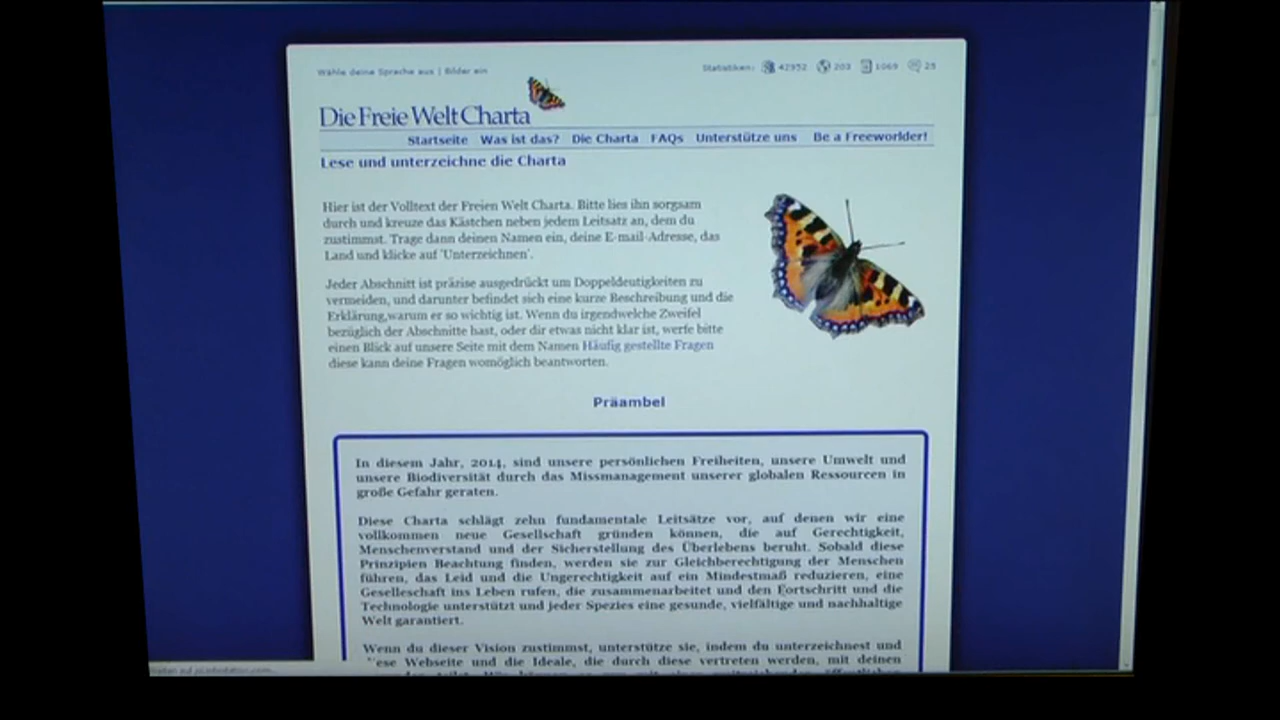 Wähle deine Sprache aus | Bilder ein
Statistiken: 42952 203 1069 25
Die Freie Welt Charta
Startseite Was ist das? Die Charta FAQs Unterstütze uns Be a Freeworlder!
Lese und unterzeichne die Charta
Hier ist der Volltext der Freien Welt Charta. Bitte lies ihn sorgsam
durch und kreuze das Kästchen neben jedem Leitsatz an, dem du
zustimmst. Trage dann deinen Namen ein, deine E-mail-Adresse, das
Land und klicke auf 'Unterzeichnen'.
Jeder Abschnitt ist präzise ausgedrückt um Doppeldeutigkeiten zu
vermeiden, und darunter befindet sich eine kurze Beschreibung und die
Erklärung,warum er so wichtig ist. Wenn du irgendwelche Zweifel
bezüglich der Abschnitte hast, oder dir etwas nicht klar ist, werfe bitte
einen Blick auf unsere Seite mit dem Namen Häufig gestellte Fragen
diese kann deine Fragen womöglich beantworten.
Präambel
In diesem Jahr, 2014, sind unsere persönlichen Freiheiten, unsere Umwelt und
unsere Biodiversität durch das Missmanagement unserer globalen Ressourcen in
große Gefahr geraten.
Diese Charta schlägt zehn fundamentale Leitsätze vor, auf denen wir eine
vollkommen neue Gesellschaft gründen können, die auf Gerechtigkeit,
Menschenverstand und der Sicherstellung des Überlebens beruht. Sobald diese
Prinzipien Beachtung finden, werden sie zur Gleichberechtigung der Menschen
führen, das Leid und die Ungerechtigkeit auf ein Mindestmaß reduzieren, eine
Gesellschaft ins Leben rufen, die zusammenarbeitet und den Fortschritt und die
Technologie unterstützt und jeder Spezies eine gesunde, vielfältige und nachhaltige
Welt garantiert.
Wenn du dieser Vision zustimmst, unterstütze sie, indem du unterzeichnest und
ese Webseite und die Ideale, die durch diese vertreten werden, mit deinen